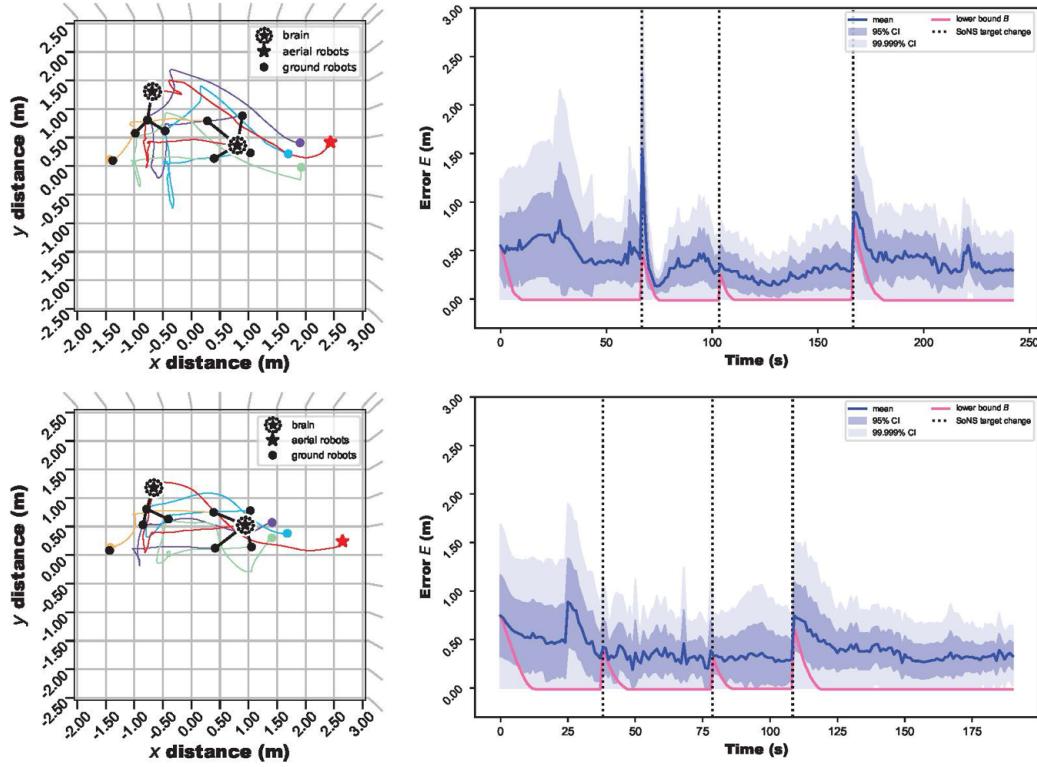 2.50
2.00
1.50
1.00
0.50
0.00
-0.50
-1.00
-1.50
-2.00
-2.50
y distance (m)
brain
aerial robots
ground robots
-2.00 -1.50 -1.00 -0.50 0.00 0.50 1.00 1.50 2.00 2.50 3.00
x distance (m)
3.00
2.50
2.00
1.50
1.00
0.50
0.00
Error E (m)
mean
95% CI
99.999% CI
lower bound B
SoNS target change
0 50 100 150 200 250
Time (s)
2.50
2.00
1.50
1.00
0.50
0.00
-0.50
-1.00
-1.50
-2.00
-2.50
y distance (m)
brain
aerial robots
ground robots
-2.00 -1.50 -1.00 -0.50 0.00 0.50 1.00 1.50 2.00 2.50 3.00
x distance (m)
3.00
2.50
2.00
1.50
1.00
0.50
0.00
Error E (m)
mean
95% CI
99.999% CI
lower bound B
SoNS target change
0 25 50 75 100 125 150 175
Time (s)